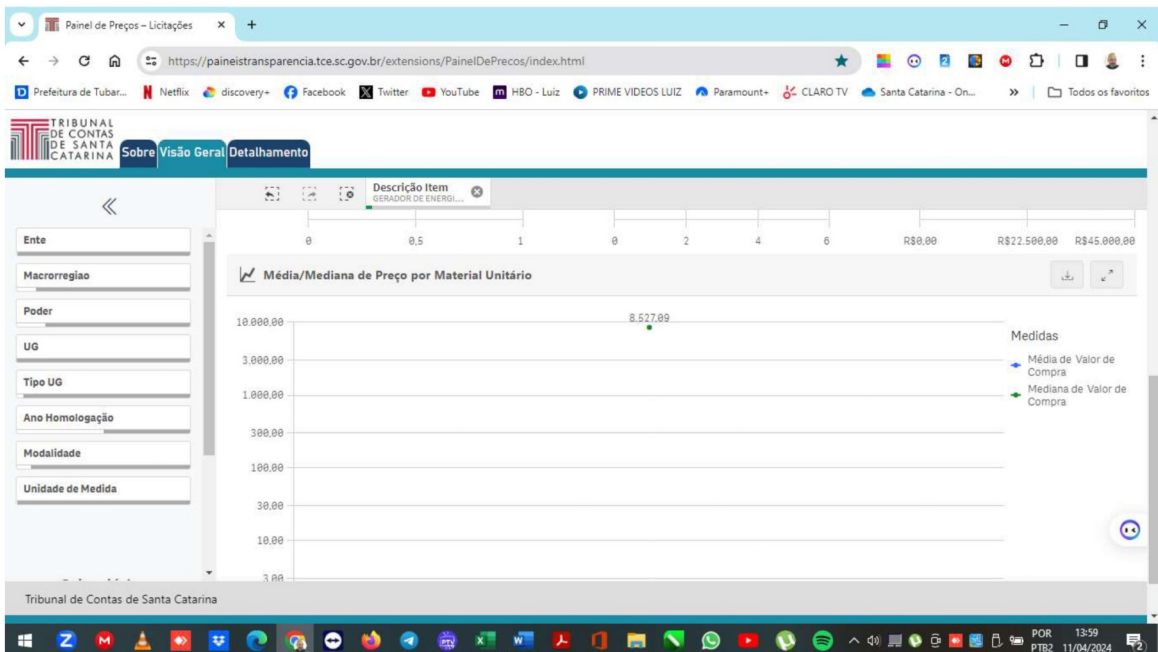 Painel de Preços – Licitações
https://paineistransparencia.tce.sc.gov.br/extensions/PainelDePrecos/index.html
Prefeitura de Tubar... Netflix discovery+ Facebook Twitter YouTube HBO - Luiz PRIME VIDEOS LUIZ Paramount+ CLARO TV Santa Catarina - On... » Todos os favoritos
TRIBUNAL
DE CONTAS
DE SANTA
CATARINA
Sobre Visão Geral Detalhamento
Descrição Item
GERADOR DE ENERGI...
Ente
Macrorregiao
Poder
UG
Tipo UG
Ano Homologação
Modalidade
Unidade de Medida
0 0,5 1 0 2 4 6 R$0,00 R$22.500,00 R$45.000,00
Média/Mediana de Preço por Material Unitário
8.527,09
10.000,00
3.000,00
1.000,00
300,00
100,00
30,00
10,00
3,00
Medidas
Média de Valor de
Compra
Mediana de Valor de
Compra
Tribunal de Contas de Santa Catarina
POR
PTB2
13:59
11/04/2024